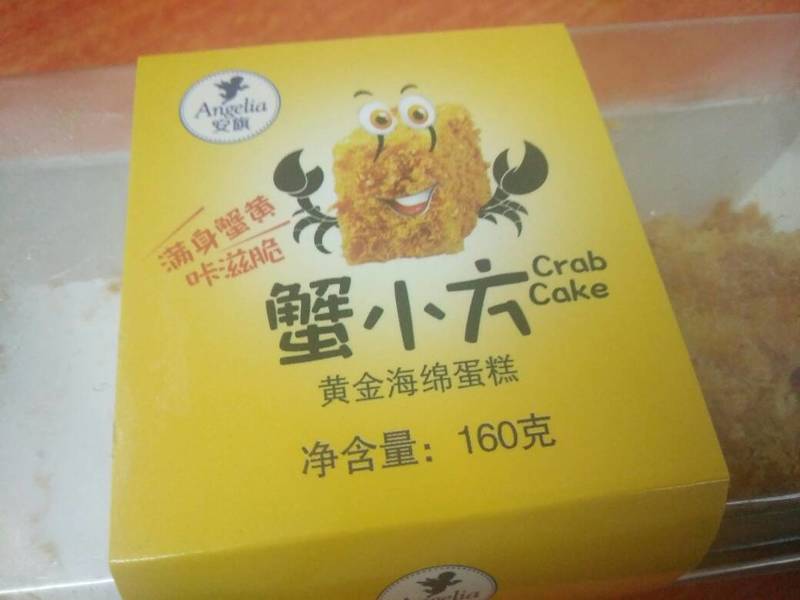 Angelia
安旗
满身蟹黄
咔滋脆
蟹小方
Crab
Cake
黄金海绵蛋糕
净含量：160克
Angelia